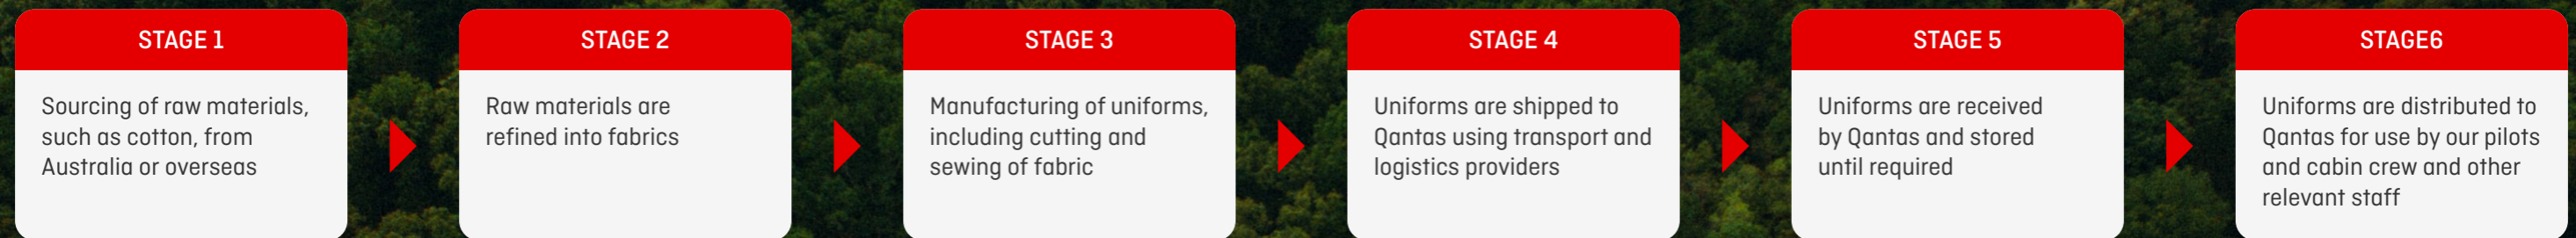 STAGE 1
Sourcing of raw materials,
such as cotton, from
Australia or overseas
STAGE 2
Raw materials are
refined into fabrics
STAGE 3
Manufacturing of uniforms,
including cutting and
sewing of fabric
STAGE 4
Uniforms are shipped to
Qantas using transport and
logistics providers
STAGE 5
Uniforms are received
by Qantas and stored
until required
STAGE6
Uniforms are distributed to
Qantas for use by our pilots
and cabin crew and other
relevant staff